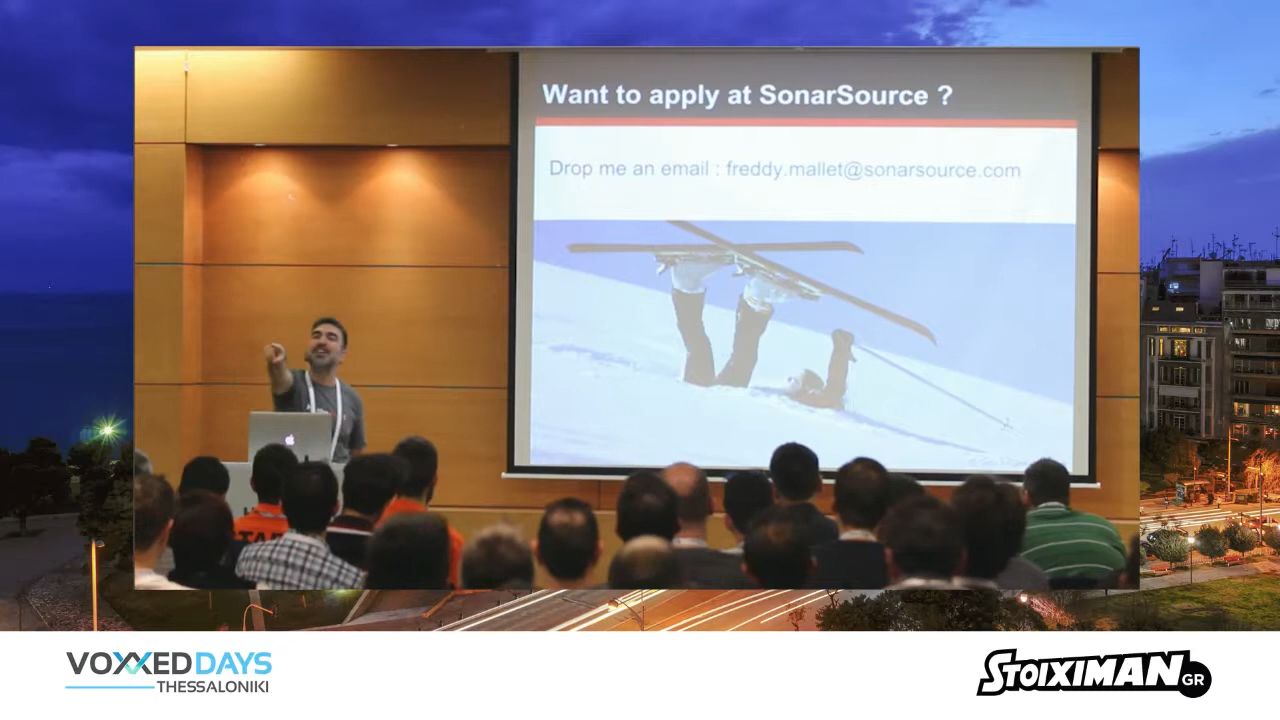 Want to apply at SonarSource ?
Drop me an email : freddy.mallet@sonarsource.com
VOXXED DAYS
THESSALONIKI
STOIXIMAN GR